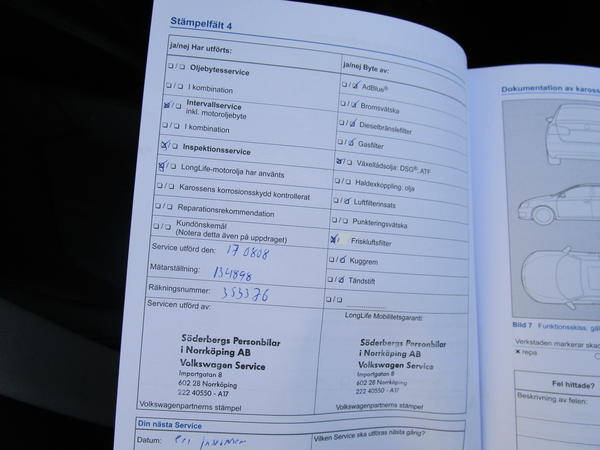 Stämpelfält 4
ja/nej Har utförts:
❏/❏ Oljebytesservice
❏/❏ I kombination
☒/❏ Intervallservice
inkl. motoroljebyte
❏/❏ I kombination
☒/❏ Inspektionsservice
☒/❏ LongLife-motorolja har använts
❏/❏ Karossens korrosionsskydd kontrollerat
❏/❏ Reparationsrekommendation
❏/❏ Kundönskemål
(Notera detta även på uppdraget)
Service utförd den: 170808
Mätarställning: 134898
Räkningsnummer: 353376
Servicen utförd av:
Söderbergs Personbilar
i Norrköping AB
Volkswagen Service
Importgatan 8
602 28 Norrköping
222 40550 - A17
Volkswagenpartnerns stämpel
ja/nej Byte av:
❏/☑ AdBlue®
❏/☑ Bromsvätska
❏/☑ Dieselbränslefilter
❏/☑ Gasfilter
☒/❏ Växellådsolja: DSG®, ATF
❏/❏ Haldexkoppling: olja
❏/☑ Luftfilterinsats
❏/❏ Punkteringsvätska
☒/ Friskluftsfilter
❏/☑ Kuggrem
❏/☑ Tändstift
❏/❏
LongLife Mobilitetsgaranti:
Söderbergs Personbilar
i Norrköping AB
Volkswagen Service
Importgatan 8
602 28 Norrköping
222 40550 - A17
Volkswagenpartnerns stämpel
Din nästa Service
Datum:
Vilken Service ska utföras nästa gång?
Dokumentation av kaross
Bild 7 Funktionsskiss: gäl
Verkstaden markerar skad
× repa
Fel hittade?
Beskrivning av felen: